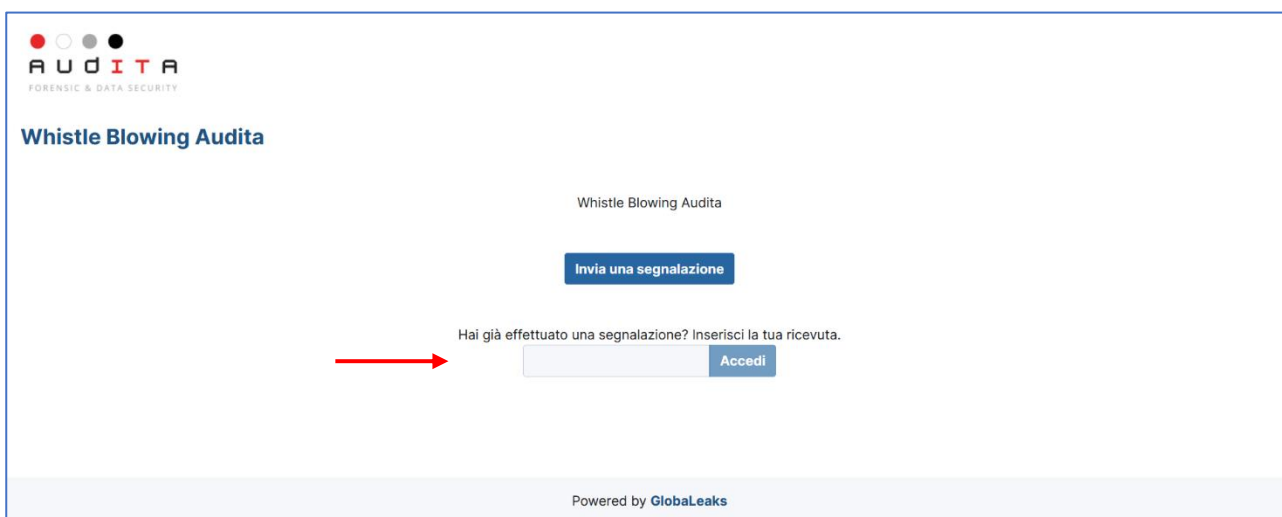 AUdITA
FORENSIC & DATA SECURITY
Whistle Blowing Audita
Whistle Blowing Audita
Invia una segnalazione
Hai già effettuato una segnalazione? Inserisci la tua ricevuta.
Accedi
Powered by GlobaLeaks